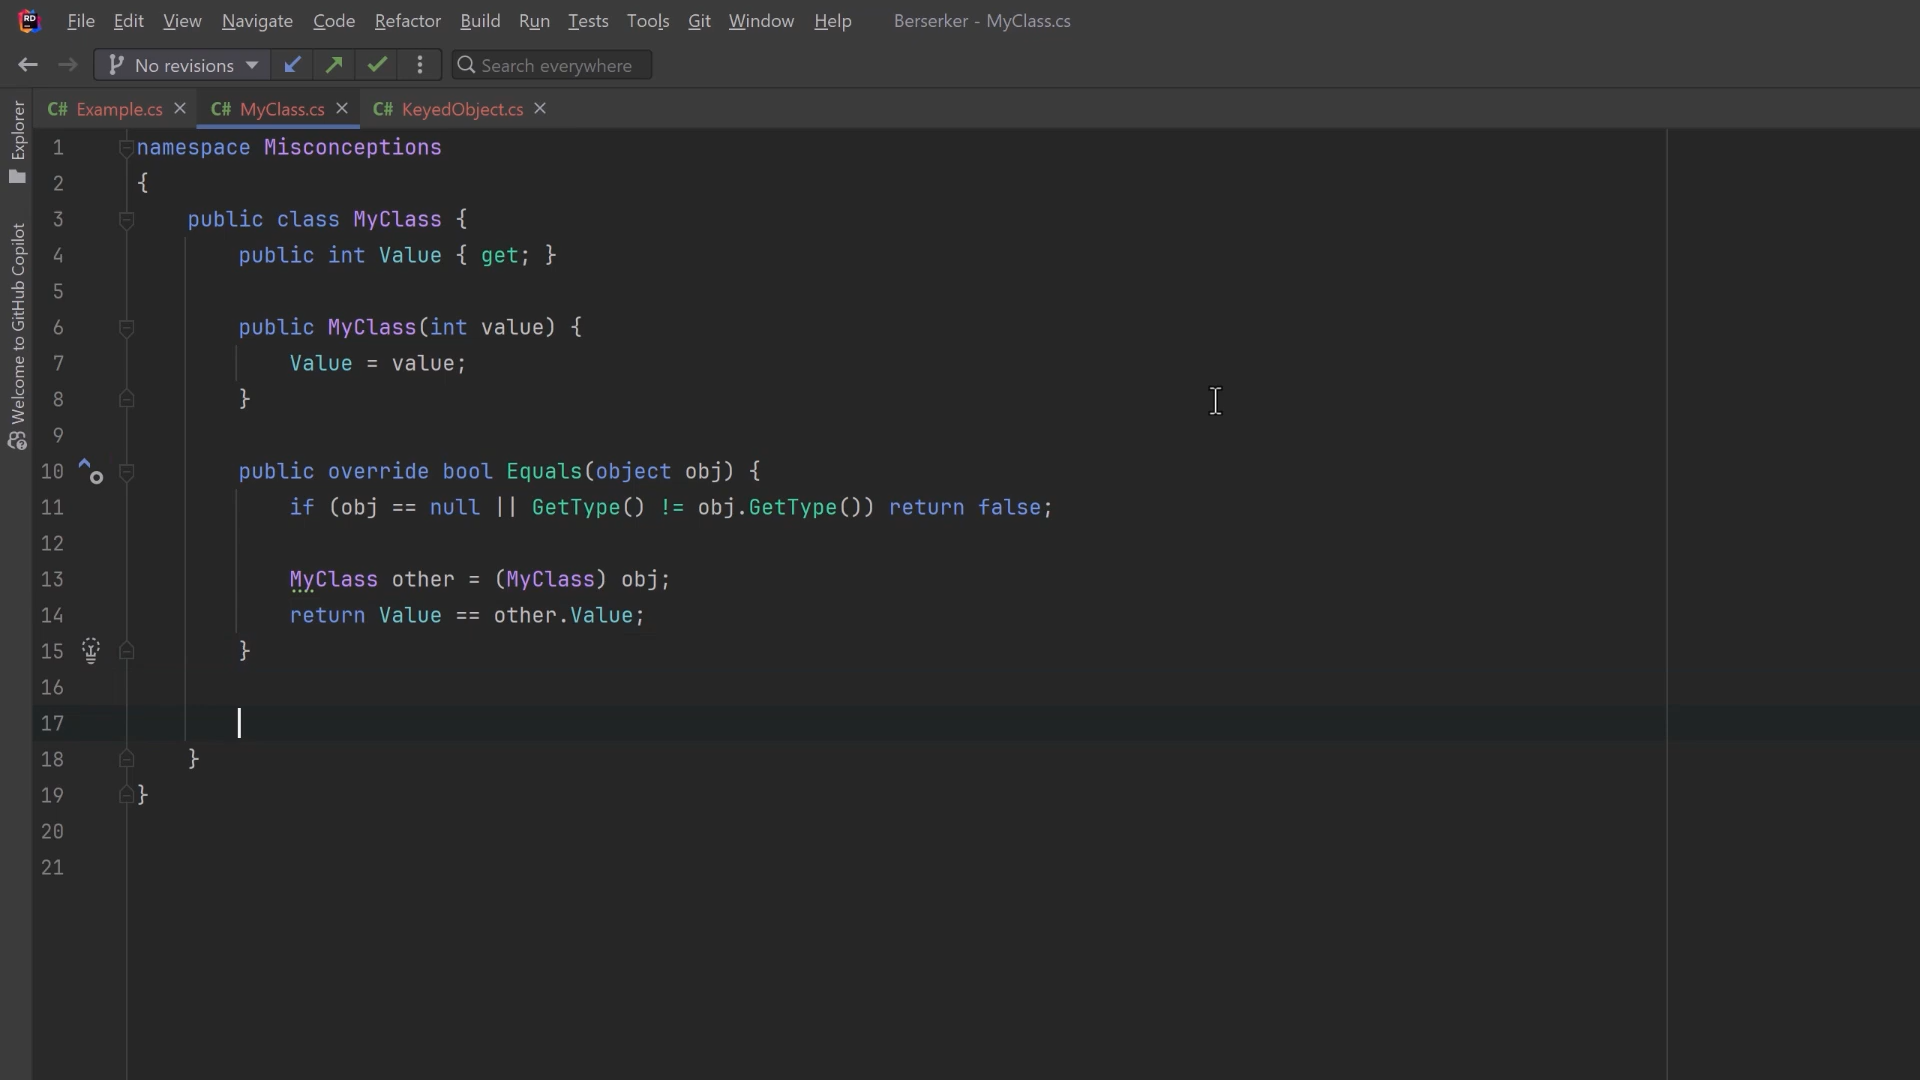 RD File Edit View Navigate Code Refactor Build Run Tests Tools Git Window Help Berserker - MyClass.cs
No revisions Search everywhere
C# Example.cs C# MyClass.cs C# KeyedObject.cs
Explorer
Welcome to GitHub Copilot
1 namespace Misconceptions
2 {
3 public class MyClass {
4 public int Value { get; }
5
6 public MyClass(int value) {
7 Value = value;
8 }
9
10 public override bool Equals(object obj) {
11 if (obj == null || GetType() != obj.GetType()) return false;
12
13 MyClass other = (MyClass) obj;
14 return Value == other.Value;
15 }
16
17
18 }
19 }
20
21